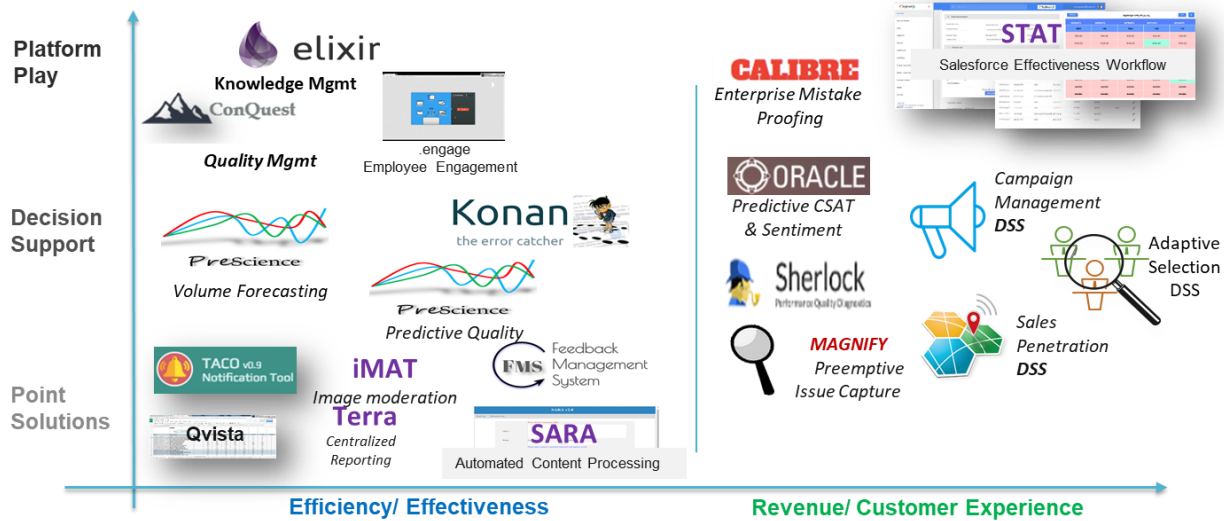 Platform
Play
elixir
Knowledge Mgmt
ConQuest
Quality Mgmt
.engage
Employee Engagement
CALIBRE
Enterprise Mistake
Proofing
STAT
Salesforce Effectiveness Workflow
Decision
Support
PreScience
Volume Forecasting
Konan
the error catcher
PreScience
Predictive Quality
ORACLE
Predictive CSAT
& Sentiment
Campaign
Management
DSS
Adaptive
Selection
DSS
Sherlock
Performance Quality Diagnostics
Point
Solutions
TACO v0.9
Notification Tool
iMAT
Image moderation
FMS
Feedback
Management
System
MAGNIFY
Preemptive
Issue Capture
Sales
Penetration
DSS
Qvista
Terra
Centralized
Reporting
SARA
Automated Content Processing
Efficiency/ Effectiveness
Revenue/ Customer Experience